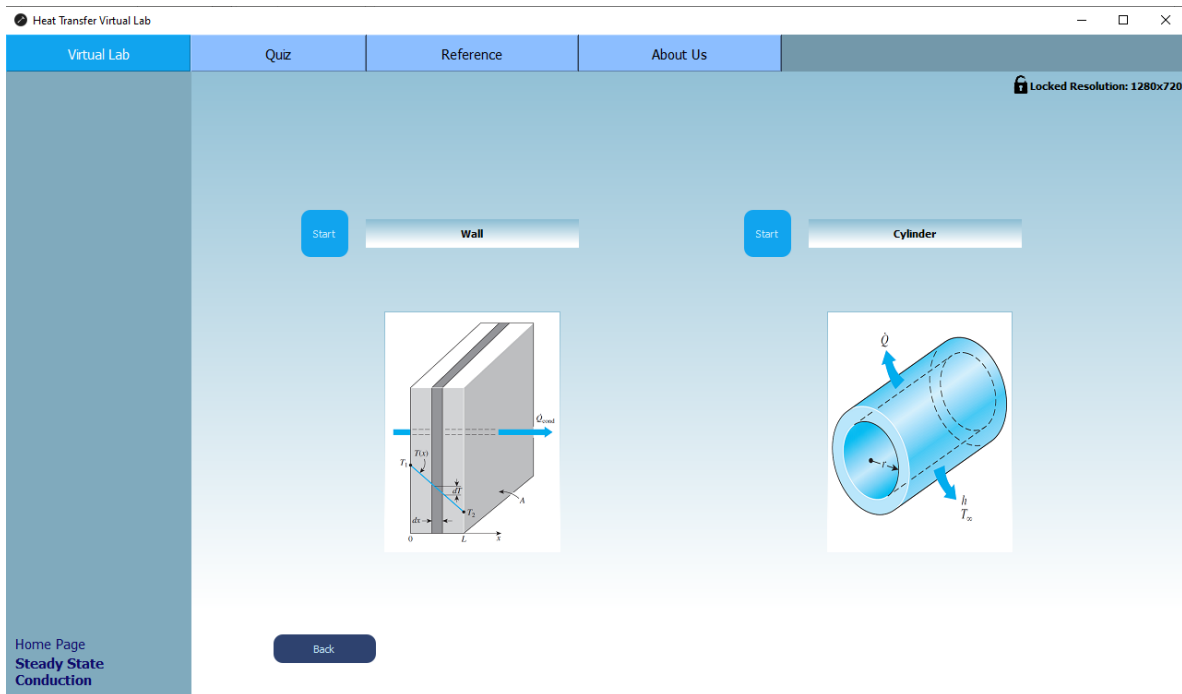 Heat Transfer Virtual Lab
Virtual Lab
Quiz
Reference
About Us
Locked Resolution: 1280x720
Start
Wall
Start
Cylinder
Q̇cond
T(x)
T₁
dT
A
T₂
dx
0
L
x
Q̇
r
h
T∞
Home Page
Steady State
Conduction
Back